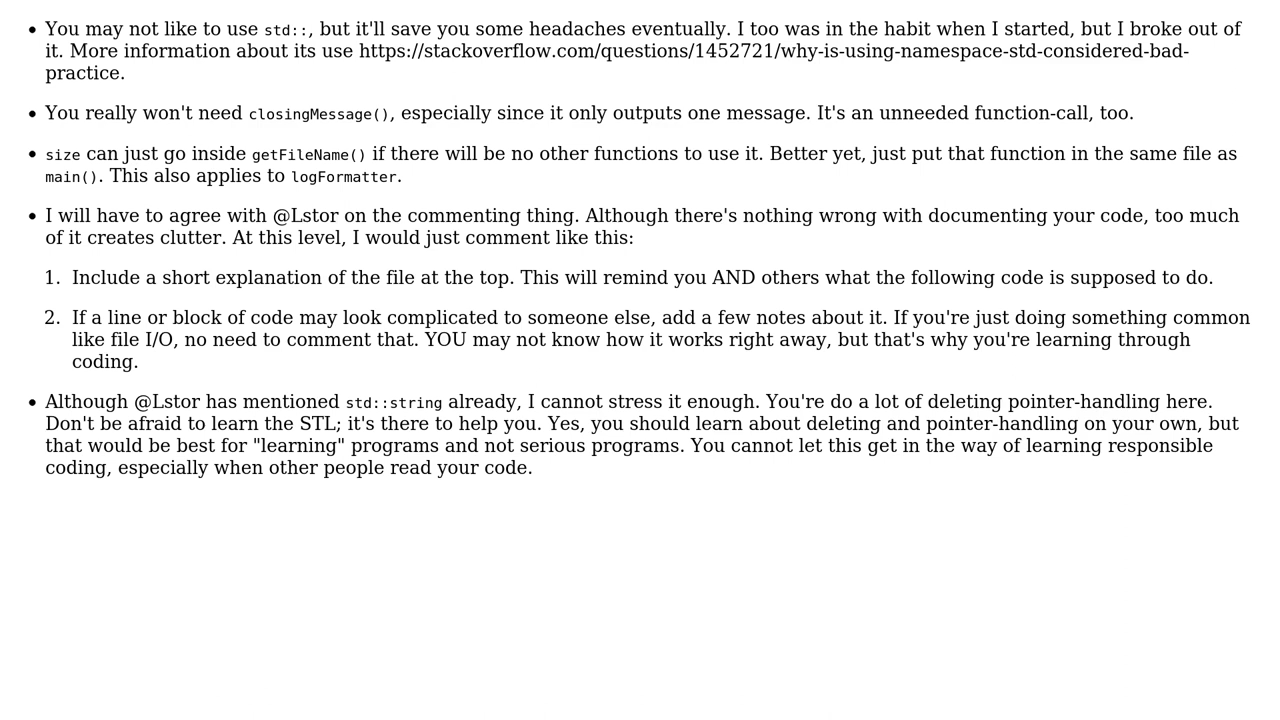 • You may not like to use std::, but it'll save you some headaches eventually. I too was in the habit when I started, but I broke out of
it. More information about its use https://stackoverflow.com/questions/1452721/why-is-using-namespace-std-considered-bad-
practice.
• You really won't need closingMessage(), especially since it only outputs one message. It's an unneeded function-call, too.
• size can just go inside getFileName() if there will be no other functions to use it. Better yet, just put that function in the same file as
main(). This also applies to logFormatter.
• I will have to agree with @Lstor on the commenting thing. Although there's nothing wrong with documenting your code, too much
of it creates clutter. At this level, I would just comment like this:
1. Include a short explanation of the file at the top. This will remind you AND others what the following code is supposed to do.
2. If a line or block of code may look complicated to someone else, add a few notes about it. If you're just doing something common
like file I/O, no need to comment that. YOU may not know how it works right away, but that's why you're learning through
coding.
• Although @Lstor has mentioned std::string already, I cannot stress it enough. You're do a lot of deleting pointer-handling here.
Don't be afraid to learn the STL; it's there to help you. Yes, you should learn about deleting and pointer-handling on your own, but
that would be best for "learning" programs and not serious programs. You cannot let this get in the way of learning responsible
coding, especially when other people read your code.